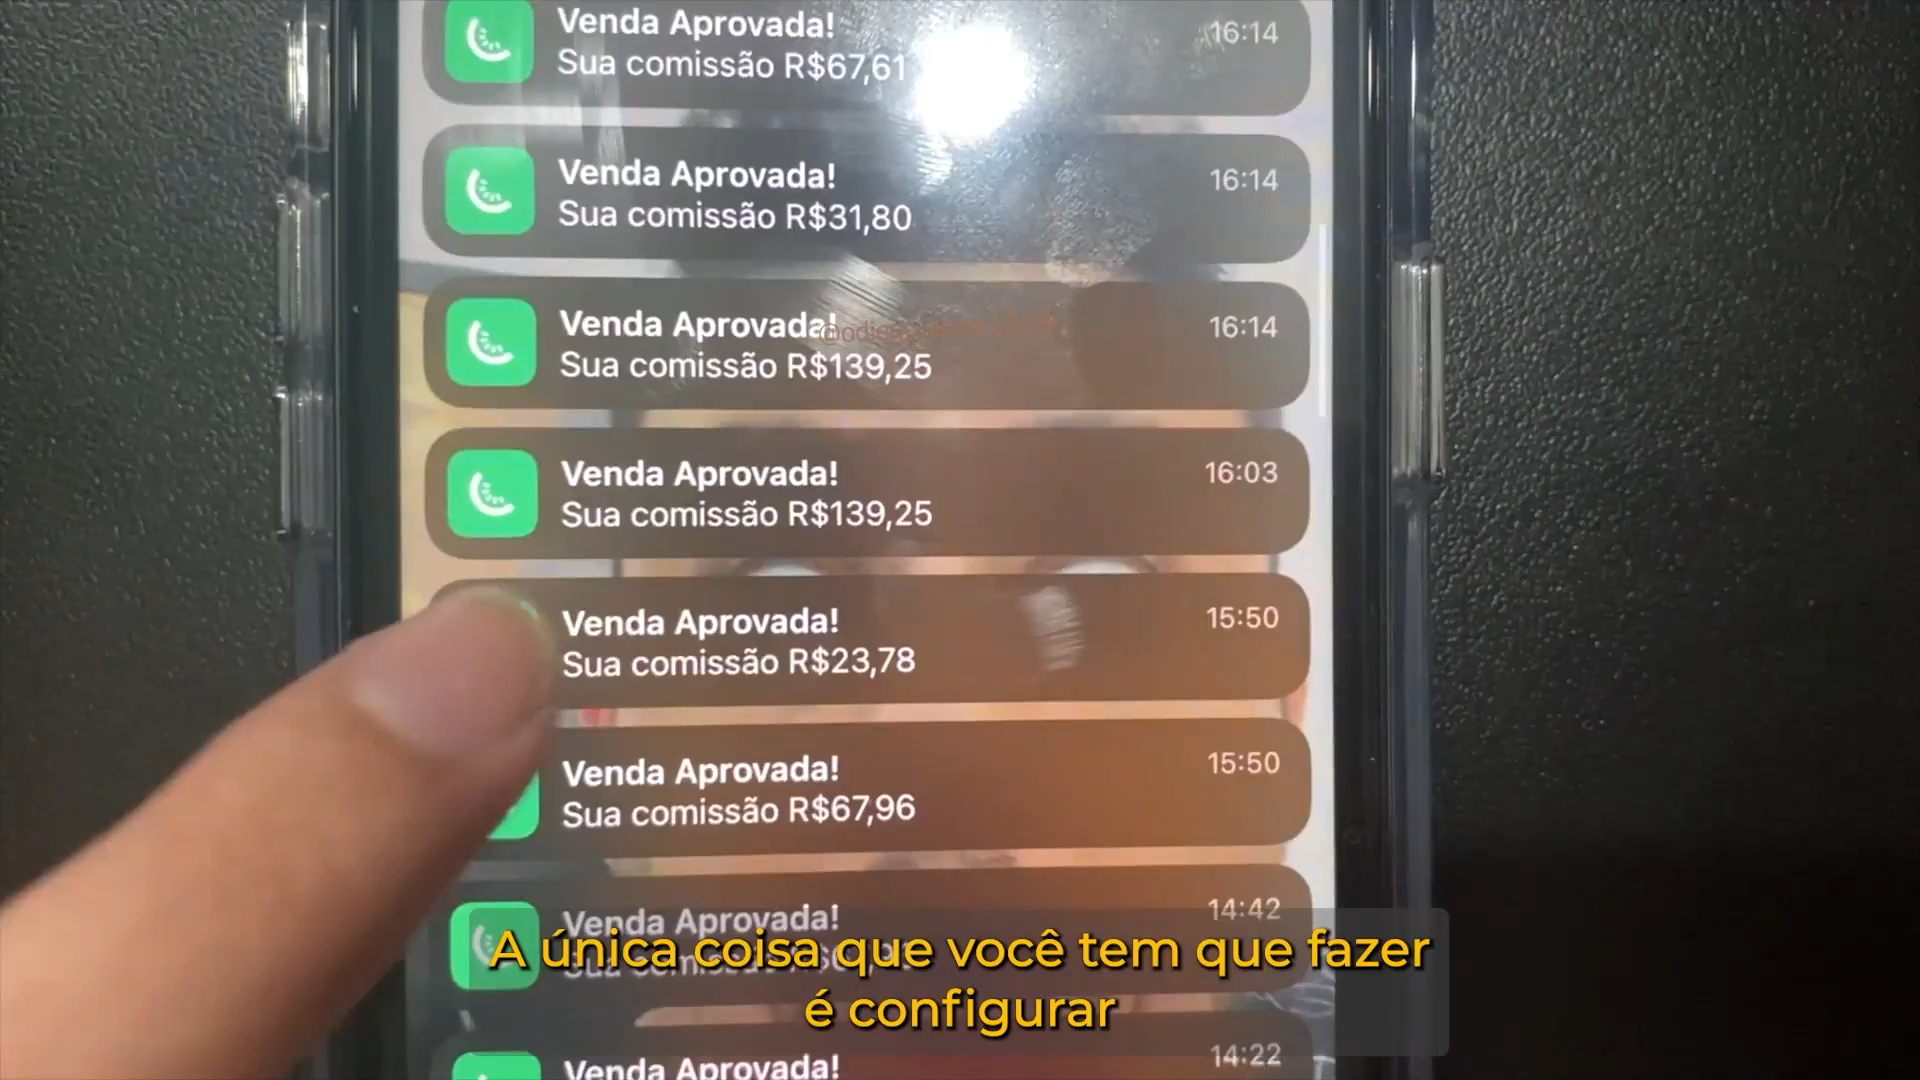 Venda Aprovada!
16:14
Sua comissão R$67,61
Venda Aprovada!
16:14
Sua comissão R$31,80
Venda Aprovada!
16:14
Sua comissão R$139,25
Venda Aprovada!
16:03
Sua comissão R$139,25
Venda Aprovada!
15:50
Sua comissão R$23,78
Venda Aprovada!
15:50
Sua comissão R$67,96
Venda Aprovada!
14:42
Sua comissão
A única coisa que você tem que fazer
é configurar
Venda Aprovada!
14:22